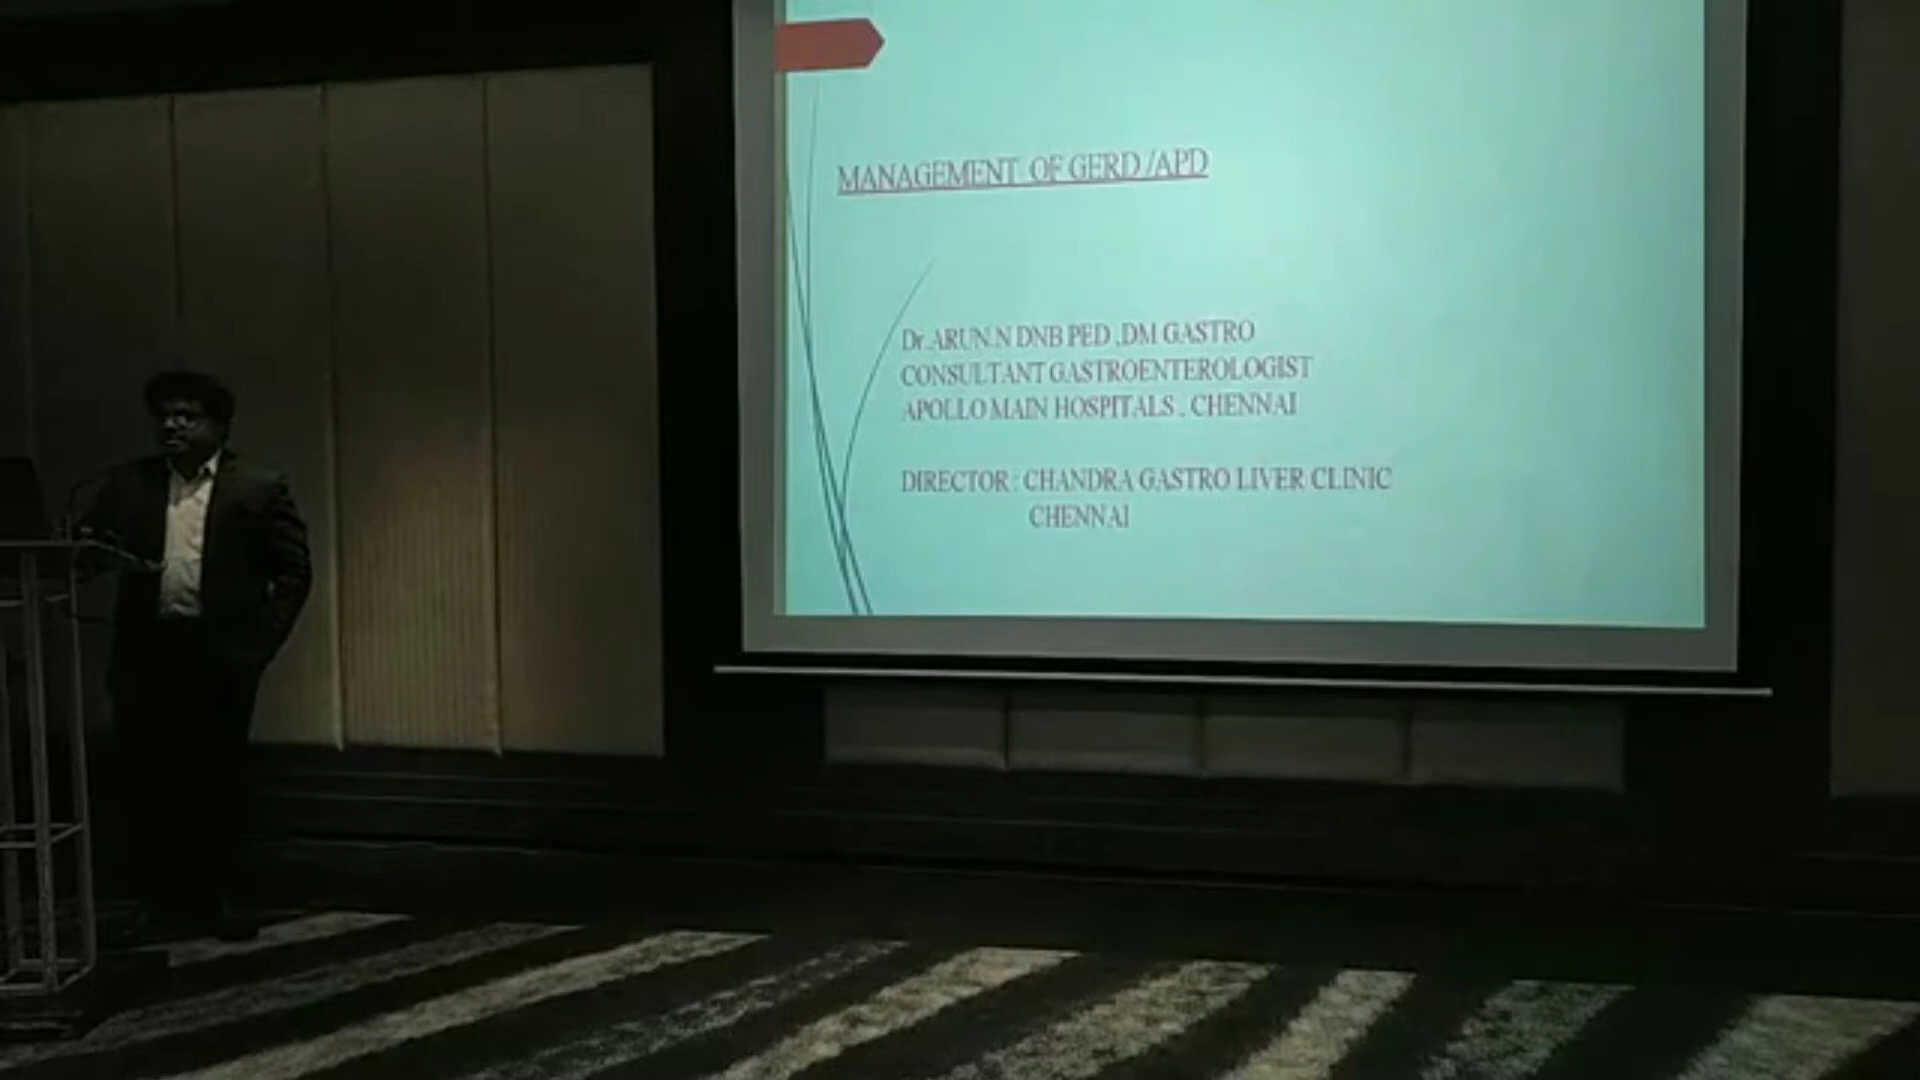 MANAGEMENT OF GERD /APD
Dr.ARUN.N DNB PED ,DM GASTRO
CONSULTANT GASTROENTEROLOGIST
APOLLO MAIN HOSPITALS , CHENNAI
DIRECTOR : CHANDRA GASTRO LIVER CLINIC
CHENNAI